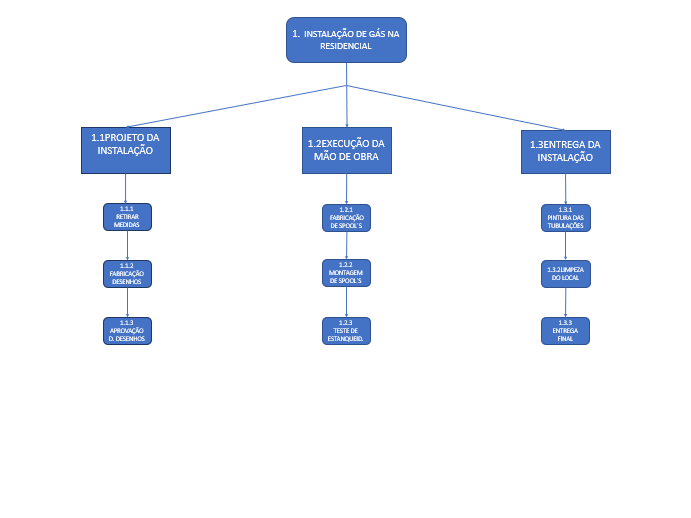 1. INSTALAÇÃO DE GÁS NA
RESIDENCIAL
1.1PROJETO DA
INSTALAÇÃO
1.2EXECUÇÃO DA
MÃO DE OBRA
1.3ENTREGA DA
INSTALAÇÃO
1.1.1
RETIRAR
MEDIDAS
1.2.1
FABRICAÇÃO
DE SPOOL´S
1.3.1
PINTURA DAS
TUBULAÇÕES
1.1.2
FABRICAÇÃO
DESENHOS
1.2.2
MONTAGEM
DE SPOOL´S
1.3.2LIMPEZA
DO LOCAL
1.1.3
APROVAÇÃO
D. DESENHOS
1.2.3
TESTE DE
ESTANQUEID.
1.3.3
ENTREGA
FINAL